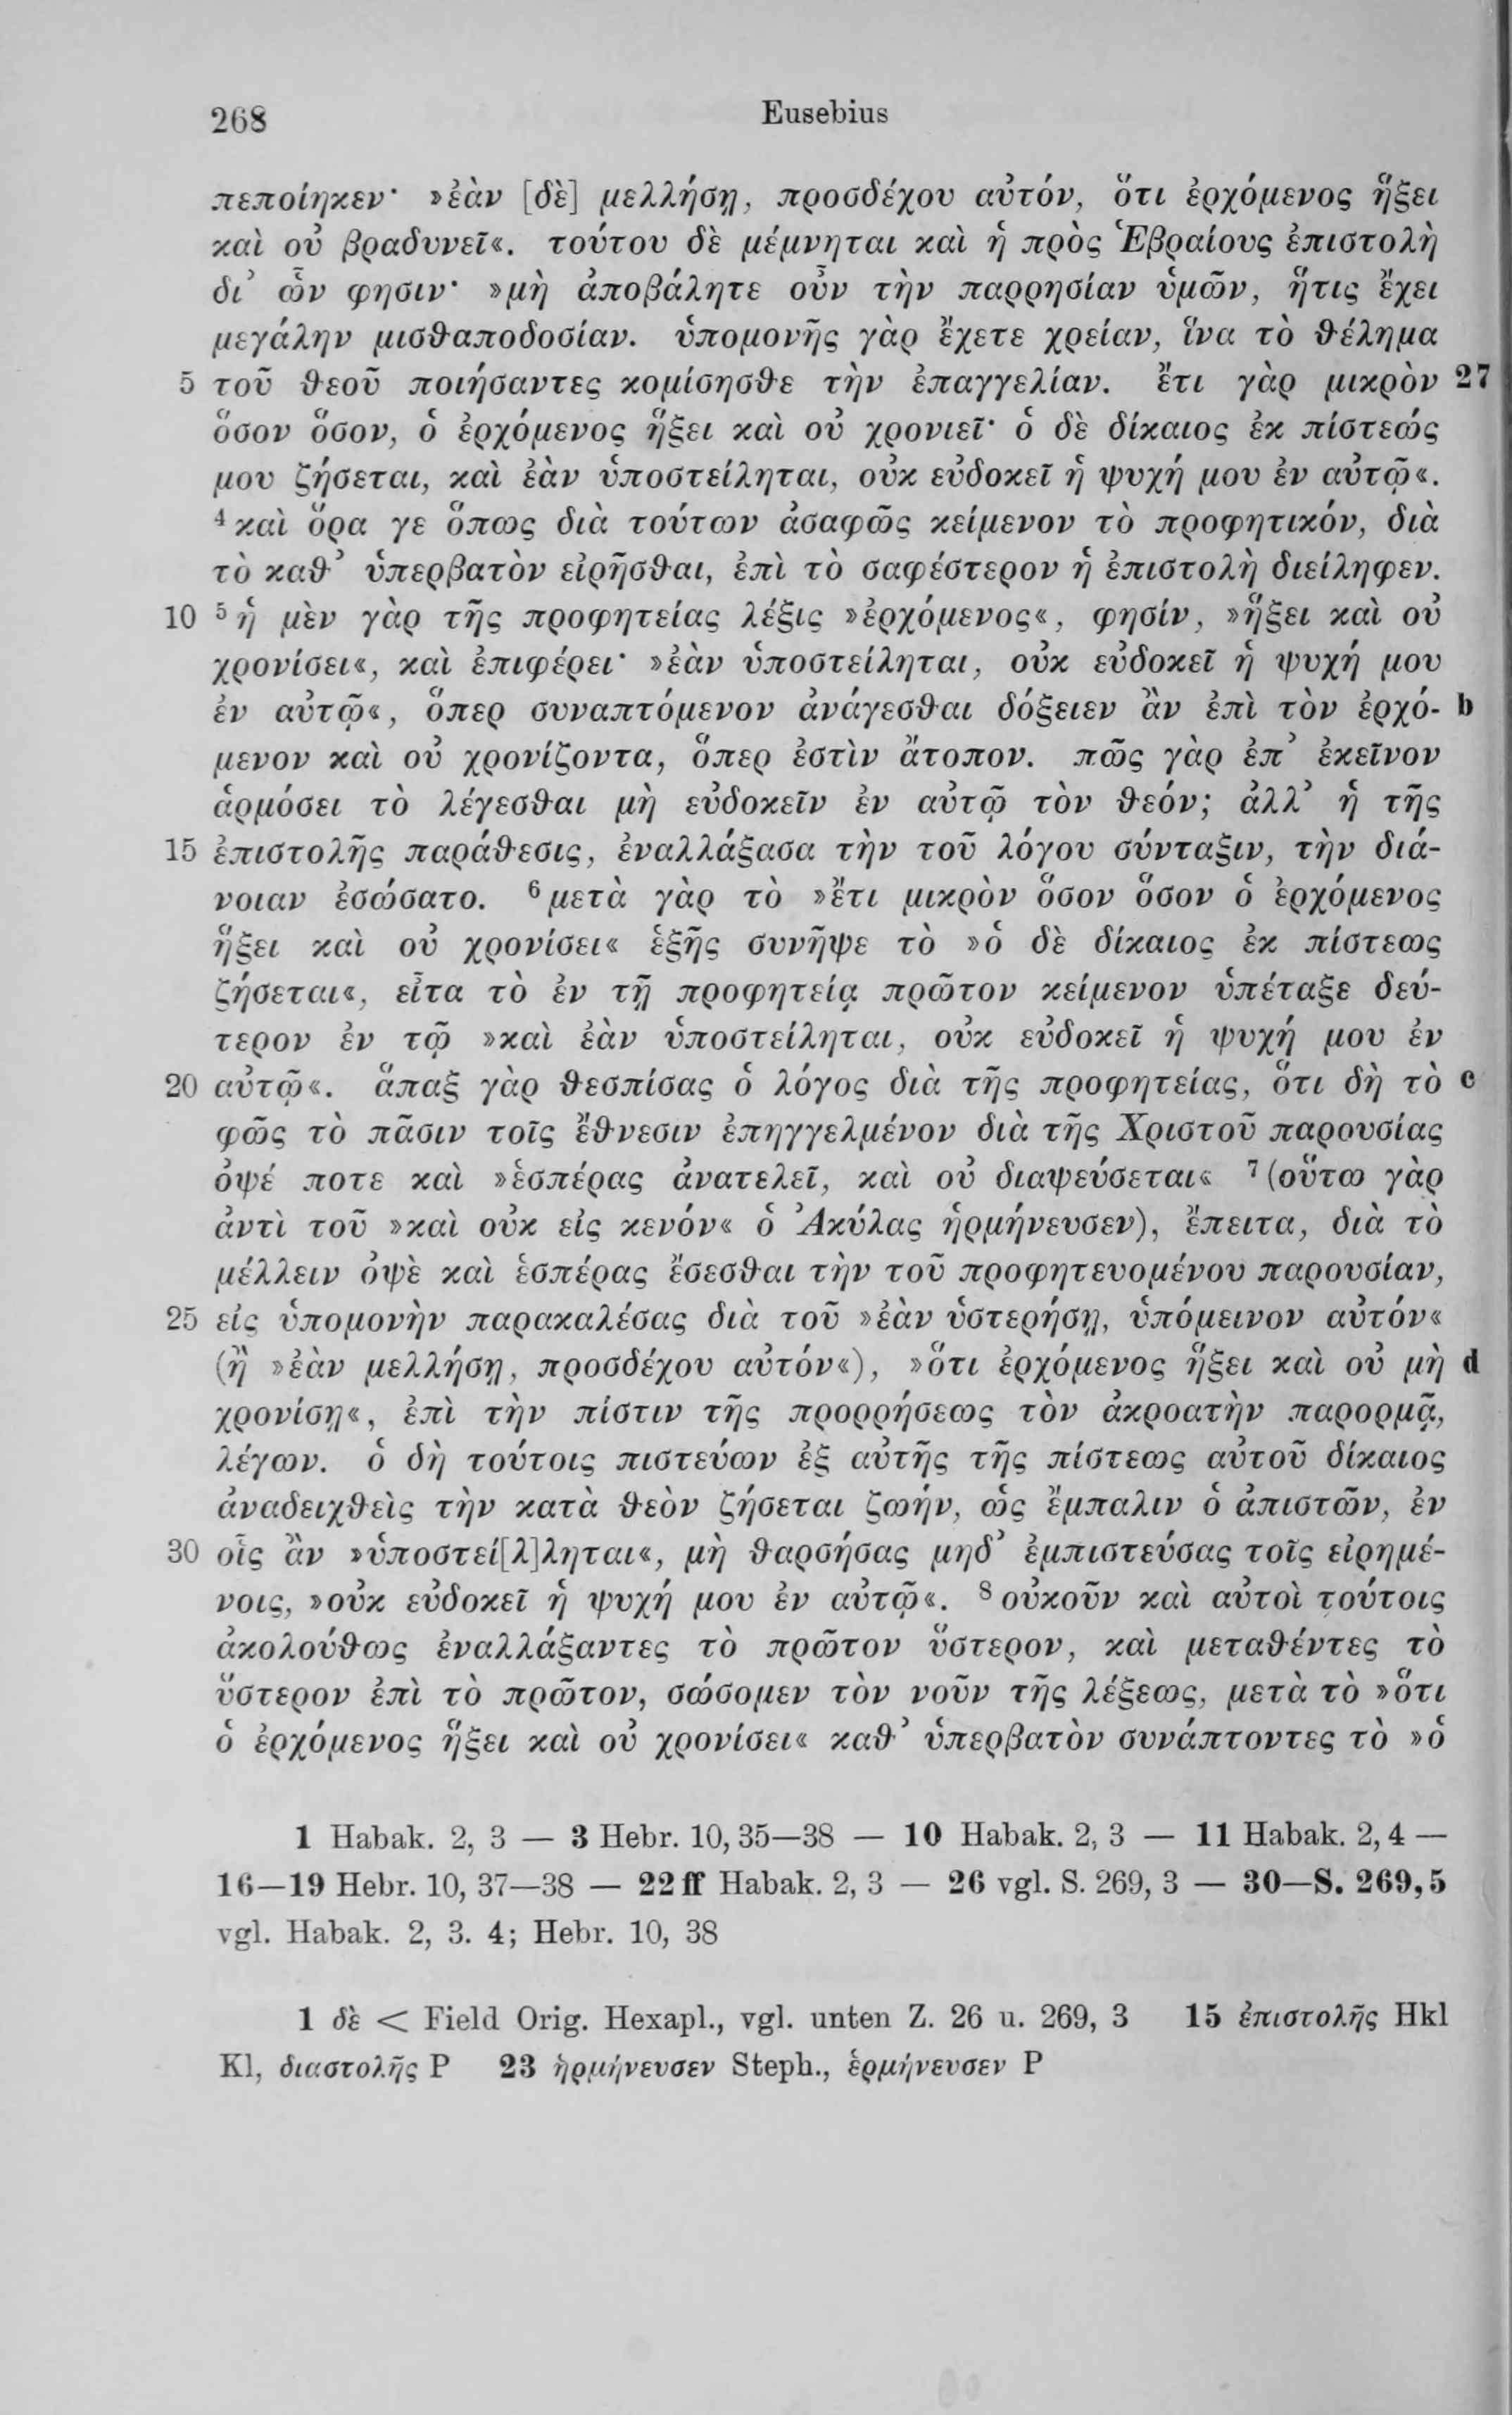 268 Eusebius
πεποίηκεν· »ἐὰν [δὲ] μελλήσῃ, προσδέχου αὐτόν, ὅτι ἐρχόμενος ἥξει
καὶ οὐ βραδυνεῖ«. τούτου δὲ μέμνηται καὶ ἡ πρὸς Ἑβραίους ἐπιστολὴ
δι’ ὧν φησιν· »μὴ ἀποβάλητε οὖν τὴν παρρησίαν ὑμῶν, ἥτις ἔχει
μεγάλην μισθαποδοσίαν. ὑπομονῆς γὰρ ἔχετε χρείαν, ἵνα τὸ θέλημα
5 τοῦ θεοῦ ποιήσαντες κομίσησθε τὴν ἐπαγγελίαν. ἔτι γὰρ μικρὸν 27
ὅσον ὅσον, ὁ ἐρχόμενος ἥξει καὶ οὐ χρονιεῖ· ὁ δὲ δίκαιος ἐκ πίστεώς
μου ζήσεται, καὶ ἐὰν ὑποστείληται, οὐκ εὐδοκεῖ ἡ ψυχή μου ἐν αὐτῷ«.
⁴ καὶ ὅρα γε ὅπως διὰ τούτων ἀσαφῶς κείμενον τὸ προφητικόν, διὰ
τὸ καθ’ ὑπερβατὸν εἰρῆσθαι, ἐπὶ τὸ σαφέστερον ἡ ἐπιστολὴ διείληφεν.
10 ⁵ ἡ μὲν γὰρ τῆς προφητείας λέξις »ἐρχόμενος«, φησίν, »ἥξει καὶ οὐ
χρονίσει«, καὶ ἐπιφέρει· »ἐὰν ὑποστείληται, οὐκ εὐδοκεῖ ἡ ψυχή μου
ἐν αὐτῷ«, ὅπερ συναπτόμενον ἀνάγεσθαι δόξειεν ἂν ἐπὶ τὸν ἐρχό- b
μενον καὶ οὐ χρονίζοντα, ὅπερ ἐστὶν ἄτοπον. πῶς γὰρ ἐπ’ ἐκεῖνον
ἁρμόσει τὸ λέγεσθαι μὴ εὐδοκεῖν ἐν αὐτῷ τὸν θεόν; ἀλλ’ ἡ τῆς
15 ἐπιστολῆς παράθεσις, ἐναλλάξασα τὴν τοῦ λόγου σύνταξιν, τὴν διά-
νοιαν ἐσώσατο. ⁶ μετὰ γὰρ τὸ »ἔτι μικρὸν ὅσον ὅσον ὁ ἐρχόμενος
ἥξει καὶ οὐ χρονίσει« ἑξῆς συνῆψε τὸ »ὁ δὲ δίκαιος ἐκ πίστεως
ζήσεται«, εἶτα τὸ ἐν τῇ προφητείᾳ πρῶτον κείμενον ὑπέταξε δεύ-
τερον ἐν τῷ »καὶ ἐὰν ὑποστείληται, οὐκ εὐδοκεῖ ἡ ψυχή μου ἐν
20 αὐτῷ«. ἅπαξ γὰρ θεσπίσας ὁ λόγος διὰ τῆς προφητείας, ὅτι δὴ τὸ c
φῶς τὸ πᾶσιν τοῖς ἔθνεσιν ἐπηγγελμένον διὰ τῆς Χριστοῦ παρουσίας
ὀψέ ποτε καὶ »ἑσπέρας ἀνατελεῖ, καὶ οὐ διαψεύσεται« ⁷ (οὕτω γὰρ
ἀντὶ τοῦ »καὶ οὐκ εἰς κενόν« ὁ Ἀκύλας ἡρμήνευσεν), ἔπειτα, διὰ τὸ
μέλλειν ὀψὲ καὶ ἑσπέρας ἔσεσθαι τὴν τοῦ προφητευομένου παρουσίαν,
25 εἰς ὑπομονὴν παρακαλέσας διὰ τοῦ »ἐὰν ὑστερήσῃ, ὑπόμεινον αὐτόν«
(ἢ »ἐὰν μελλήσῃ, προσδέχου αὐτόν«), »ὅτι ἐρχόμενος ἥξει καὶ οὐ μὴ d
χρονίσῃ«, ἐπὶ τὴν πίστιν τῆς προρρήσεως τὸν ἀκροατὴν παρορμᾷ,
λέγων. ὁ δὴ τούτοις πιστεύων ἐξ αὐτῆς τῆς πίστεως αὐτοῦ δίκαιος
ἀναδειχθεὶς τὴν κατὰ θεὸν ζήσεται ζωήν, ὡς ἔμπαλιν ὁ ἀπιστῶν, ἐν
30 οἷς ἂν »ὑποστεί[λ]ληται«, μὴ θαρσήσας μηδ’ ἐμπιστεύσας τοῖς εἰρημέ-
νοις, »οὐκ εὐδοκεῖ ἡ ψυχή μου ἐν αὐτῷ«. ⁸ οὐκοῦν καὶ αὐτοὶ τούτοις
ἀκολούθως ἐναλλάξαντες τὸ πρῶτον ὕστερον, καὶ μεταθέντες τὸ
ὕστερον ἐπὶ τὸ πρῶτον, σώσομεν τὸν νοῦν τῆς λέξεως, μετὰ τὸ »ὅτι
ὁ ἐρχόμενος ἥξει καὶ οὐ χρονίσει« καθ’ ὑπερβατὸν συνάπτοντες τὸ »ὁ
1 Habak. 2, 3 — 3 Hebr. 10, 35—38 — 10 Habak. 2, 3 — 11 Habak. 2, 4 —
16—19 Hebr. 10, 37—38 — 22 ff Habak. 2, 3 — 26 vgl. S. 269, 3 — 30—S. 269, 5
vgl. Habak. 2, 3. 4; Hebr. 10, 38
1 δὲ < Field Orig. Hexapl., vgl. unten Z. 26 u. 269, 3 15 ἐπιστολῆς Hkl
Kl, διαστολῆς P 23 ἡρμήνευσεν Steph., ἑρμήνευσεν P